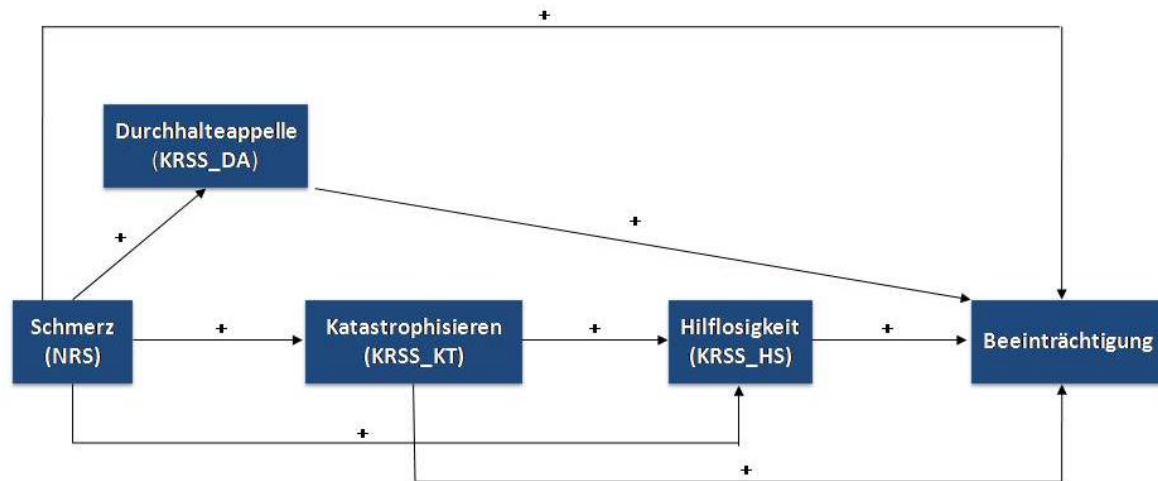 +
Durchhalteappelle
(KRSS_DA)
+
+
Schmerz
(NRS)
+
Katastrophisieren
(KRSS_KT)
+
Hilflosigkeit
(KRSS_HS)
+
Beeinträchtigung
+
+